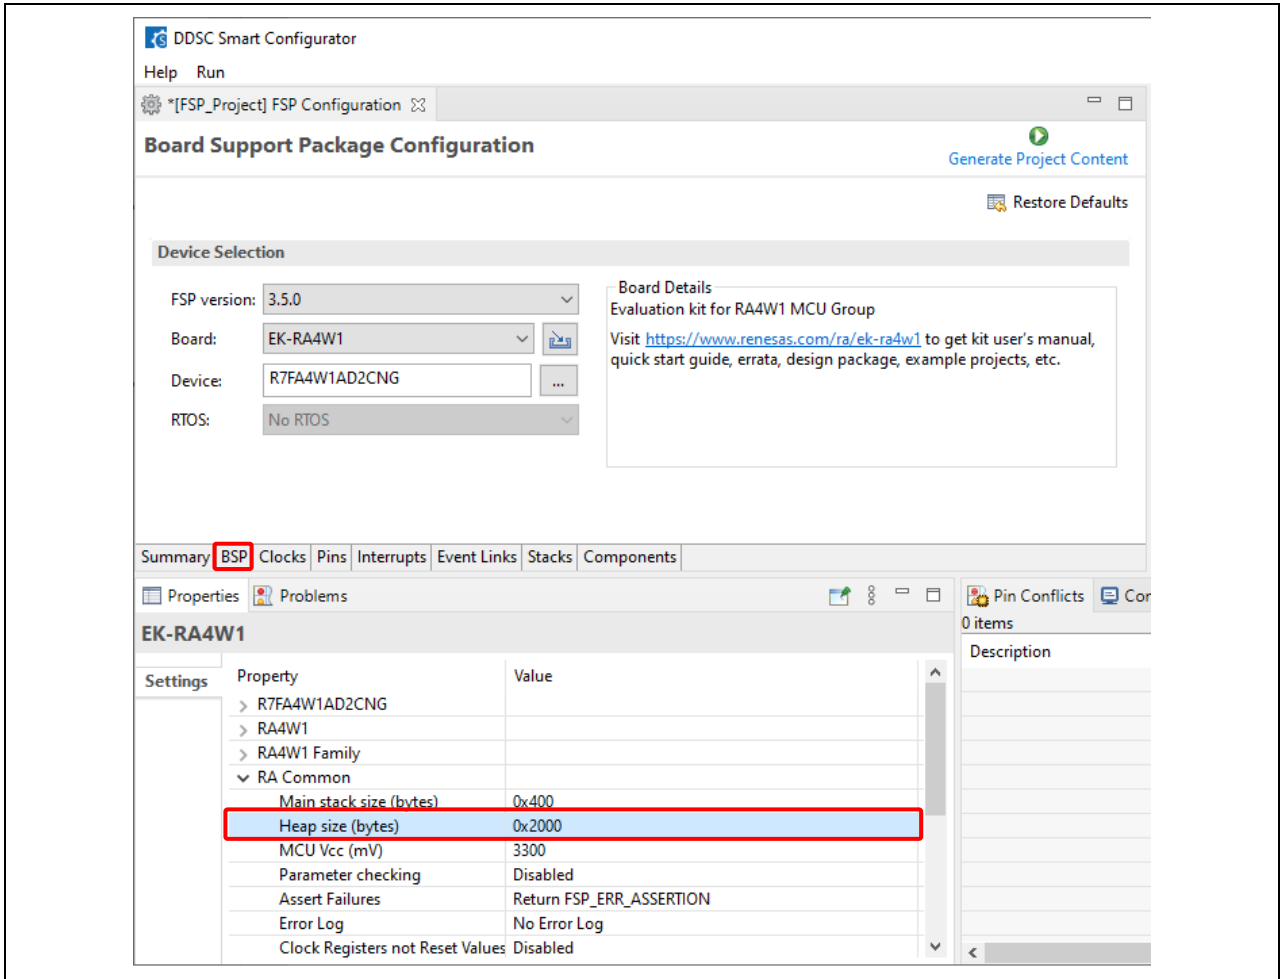 DDSC Smart Configurator
Help Run
*[FSP_Project] FSP Configuration
Board Support Package Configuration
Generate Project Content
Restore Defaults
Device Selection
FSP version: 3.5.0
Board: EK-RA4W1
Device: R7FA4W1AD2CNG ...
RTOS: No RTOS
Board Details
Evaluation kit for RA4W1 MCU Group
Visit https://www.renesas.com/ra/ek-ra4w1 to get kit user's manual,
quick start guide, errata, design package, example projects, etc.
Summary BSP Clocks Pins Interrupts Event Links Stacks Components
Properties Problems
EK-RA4W1
Settings
Property Value
R7FA4W1AD2CNG
RA4W1
RA4W1 Family
RA Common
Main stack size (bytes) 0x400
Heap size (bytes) 0x2000
MCU Vcc (mV) 3300
Parameter checking Disabled
Assert Failures Return FSP_ERR_ASSERTION
Error Log No Error Log
Clock Registers not Reset Values Disabled
Pin Conflicts Cor
0 items
Description